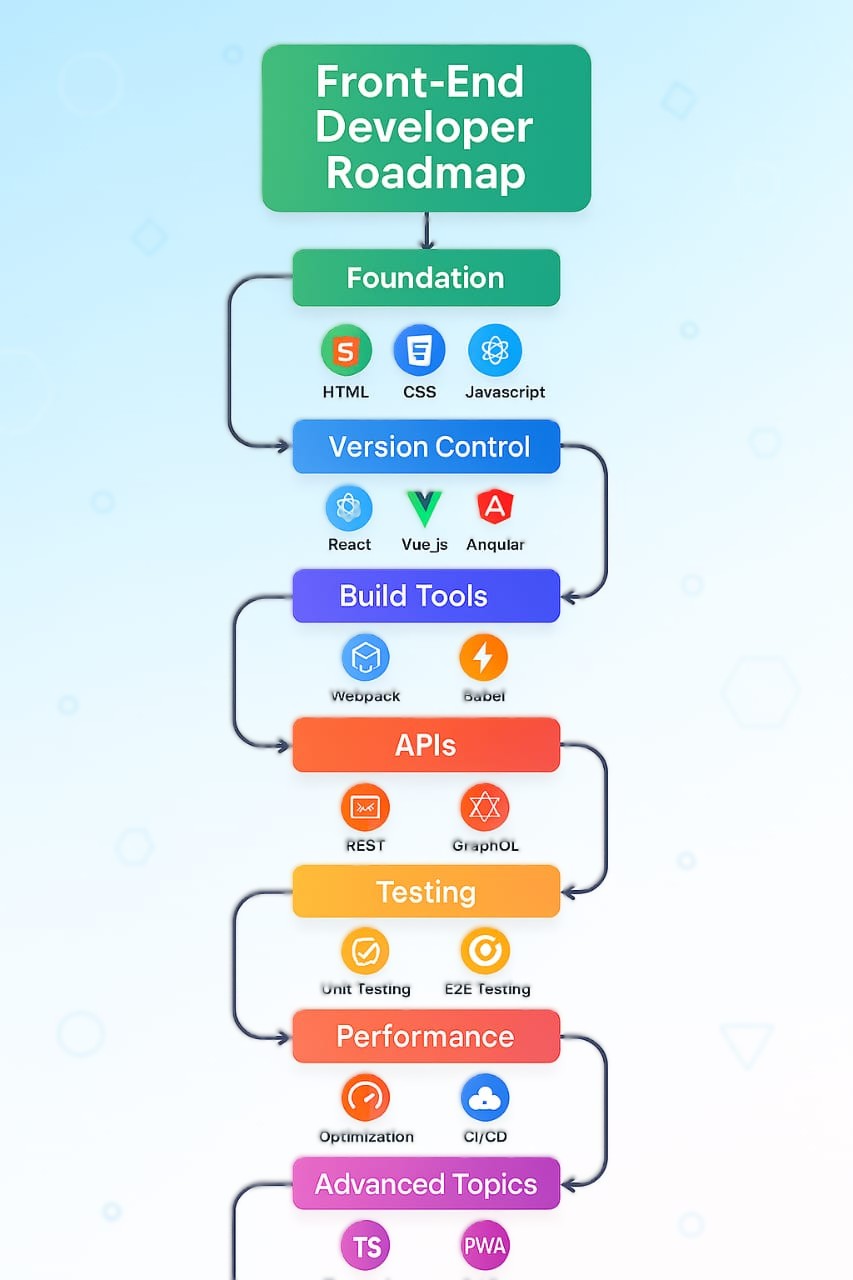 Front-End
Developer
Roadmap
Foundation
HTML CSS Javascript
Version Control
React Vue_js Anqular
Build Tools
Webpack Babel
APIs
REST GraphOL
Testing
Unit Testing E2E Testing
Performance
Optimization CI/CD
Advanced Topics
TS PWA